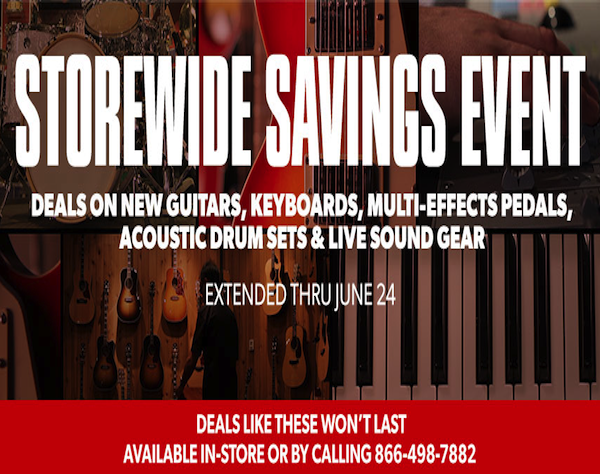 STOREWIDE SAVINGS EVENT
DEALS ON NEW GUITARS, KEYBOARDS, MULTI-EFFECTS PEDALS,
ACOUSTIC DRUM SETS & LIVE SOUND GEAR
EXTENDED THRU JUNE 24
DEALS LIKE THESE WON'T LAST
AVAILABLE IN-STORE OR BY CALLING 866-498-7882